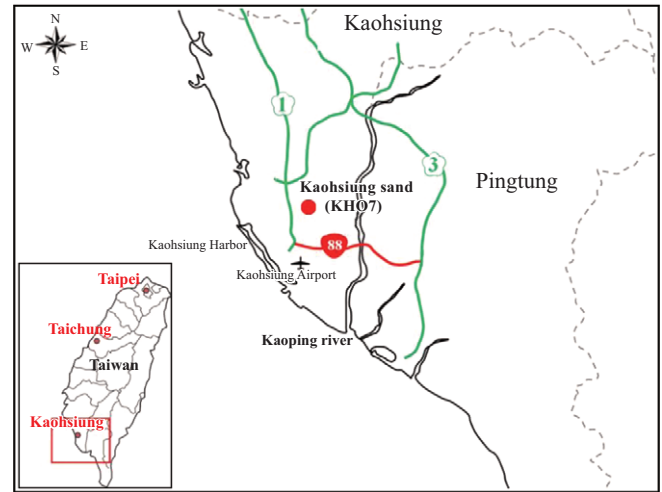 N
W E
S
Kaohsiung
1
3
Kaohsiung sand
(KHO7)
Pingtung
Kaohsiung Harbor
88
Kaohsiung Airport
Kaoping river
Taipei
Taichung
Taiwan
Kaohsiung